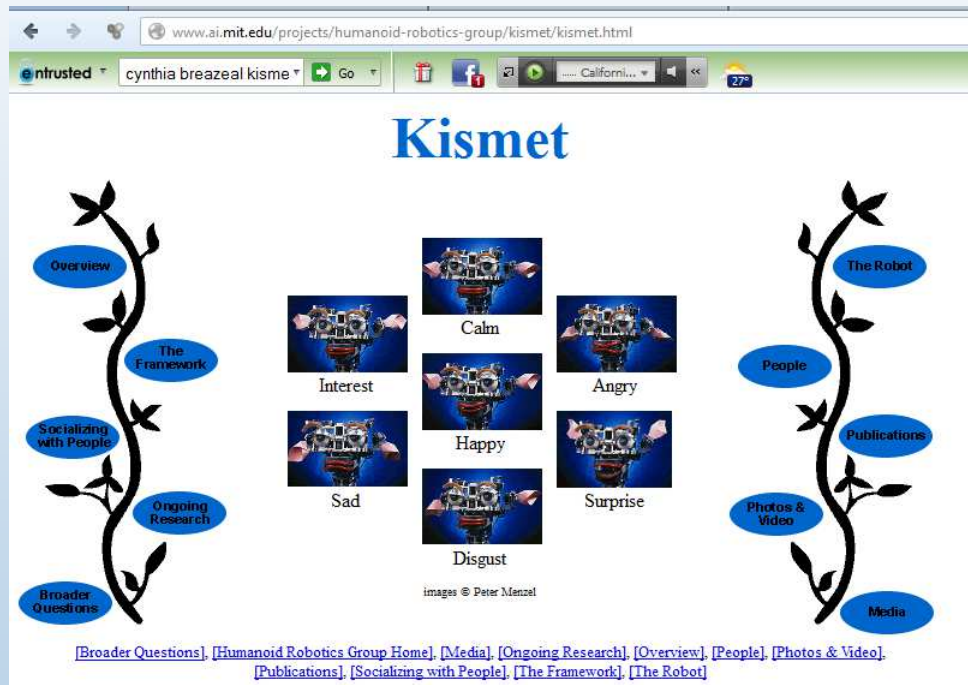 www.ai.mit.edu/projects/humanoid-robotics-group/kismet/kismet.html
entrusted
cynthia breazeal kisme
Go
1
..... Californi...
27°
Kismet
Overview
The Robot
Calm
Interest
Angry
The
Framework
People
Happy
Socializing
with People
Publications
Sad
Surprise
Ongoing
Research
Photos &
Video
Disgust
images © Peter Menzel
Broader
Questions
Media
[Broader Questions], [Humanoid Robotics Group Home], [Media], [Ongoing Research], [Overview], [People], [Photos & Video],
[Publications], [Socializing with People], [The Framework], [The Robot]